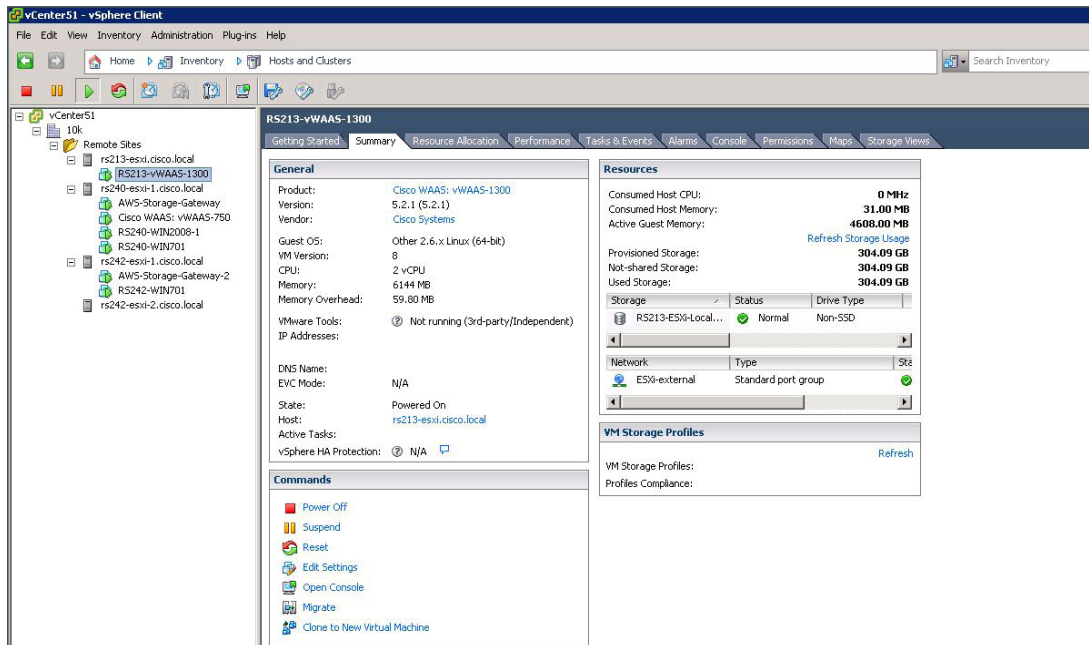 vCenter51 - vSphere Client
File Edit View Inventory Administration Plug-ins Help
Home Inventory Hosts and Clusters
Search Inventory
vCenter51
10k
Remote Sites
rs213-esxi.cisco.local
RS213-vWAAS-1300
rs240-esxi-1.cisco.local
AWS-Storage-Gateway
Cisco WAAS: vWAAS-750
RS240-WIN2008-1
RS240-WIN701
rs242-esxi-1.cisco.local
AWS-Storage-Gateway-2
RS242-WIN701
rs242-esxi-2.cisco.local
RS213-vWAAS-1300
Getting Started Summary Resource Allocation Performance Tasks & Events Alarms Console Permissions Maps Storage Views
General
Product: Cisco WAAS: vWAAS-1300
Version: 5.2.1 (5.2.1)
Vendor: Cisco Systems
Guest OS: Other 2.6.x Linux (64-bit)
VM Version: 8
CPU: 2 vCPU
Memory: 6144 MB
Memory Overhead: 59.80 MB
VMware Tools: Not running (3rd-party/Independent)
IP Addresses:
DNS Name:
EVC Mode: N/A
State: Powered On
Host: rs213-esxi.cisco.local
Active Tasks:
vSphere HA Protection: N/A
Commands
Power Off
Suspend
Reset
Edit Settings
Open Console
Migrate
Clone to New Virtual Machine
Resources
Consumed Host CPU: 0 MHz
Consumed Host Memory: 31.00 MB
Active Guest Memory: 4608.00 MB
Refresh Storage Usage
Provisioned Storage: 304.09 GB
Not-shared Storage: 304.09 GB
Used Storage: 304.09 GB
Storage Status Drive Type
RS213-ESXi-Local... Normal Non-SSD
Network Type Sta
ESXi-external Standard port group
VM Storage Profiles
Refresh
VM Storage Profiles:
Profiles Compliance: